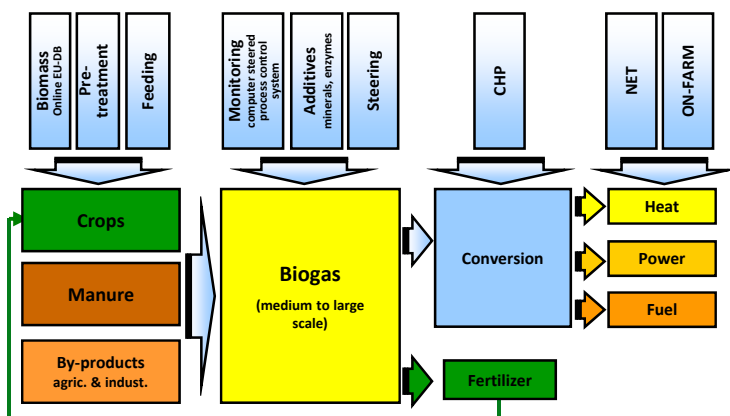 Biomass
Online EU-DB
Pre-
treatment
Feeding
Monitoring
computer steered
process control
system
Additives
minerals, enzymes
Steering
CHP
NET
ON-FARM
Crops
Manure
By-products
agric. & indust.
Biogas
(medium to large
scale)
Conversion
Fertilizer
Heat
Power
Fuel